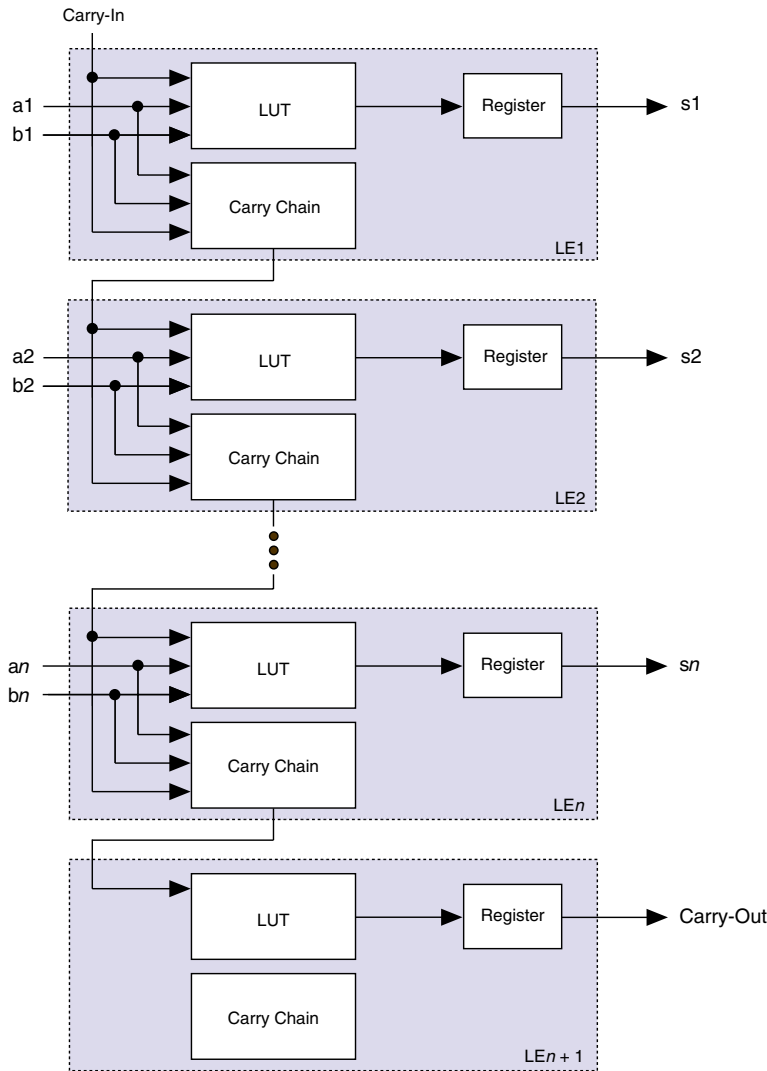 Carry-In
a1
b1
LUT
Register
s1
Carry Chain
LE1
a2
b2
LUT
Register
s2
Carry Chain
LE2
an
bn
LUT
Register
sn
Carry Chain
LEn
LUT
Register
Carry-Out
Carry Chain
LEn + 1